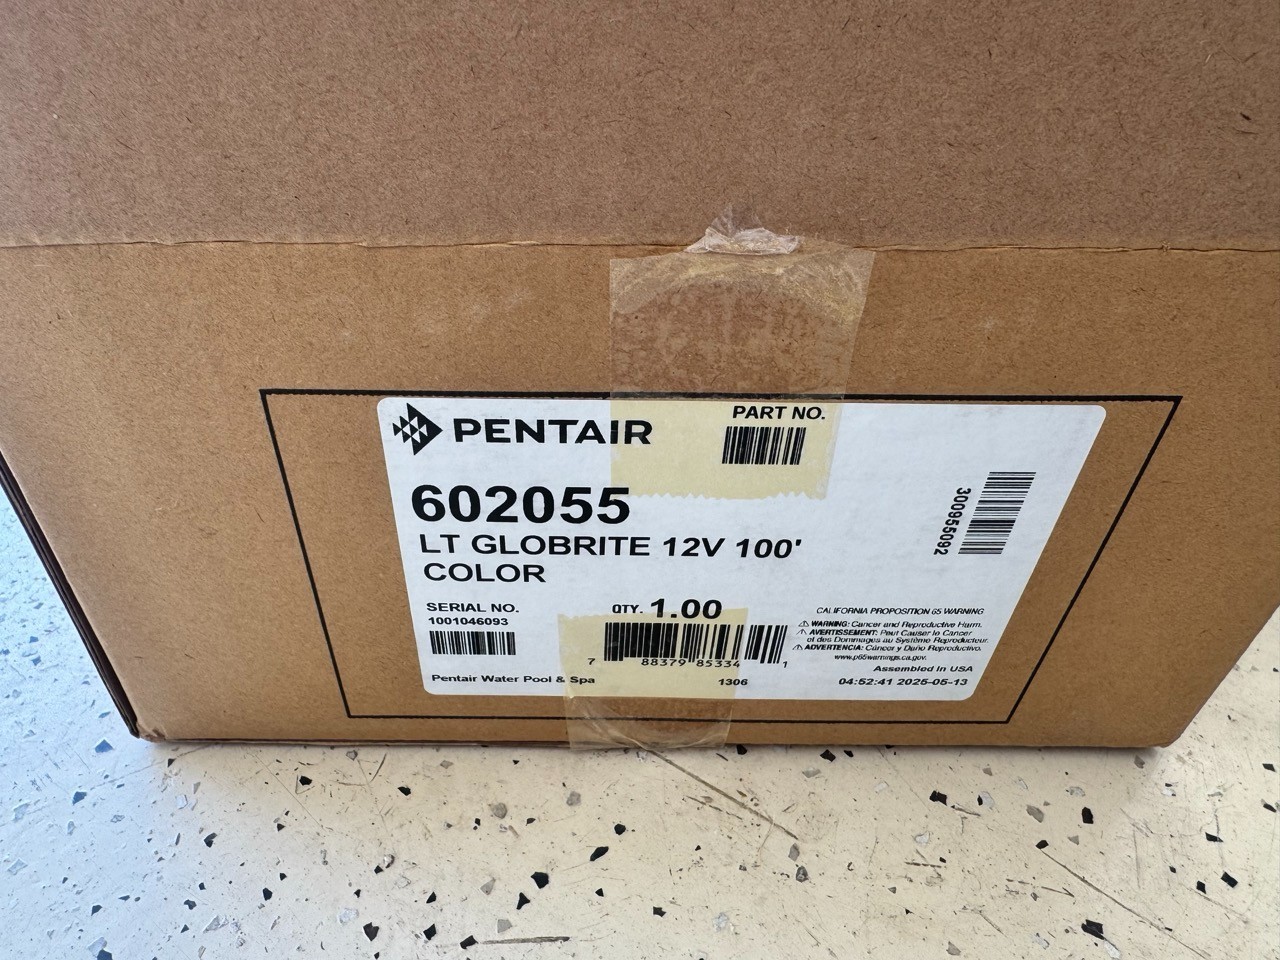 PENTAIR
PART NO.
602055
LT GLOBRITE 12V 100'
COLOR
300955092
SERIAL NO.
1001046093
QTY. 1.00
7 88379 85334 1
CALIFORNIA PROPOSITION 65 WARNING
WARNING: Cancer and Reproductive Harm.
AVERTISSEMENT: Peut Causer le Cancer
et des Dommages au Système Reproducteur.
ADVERTENCIA: Cáncer y Daño Reproductivo.
www.p65warnings.ca.gov.
Assembled In USA
Pentair Water Pool & Spa
1306
04:52:41 2025-05-13